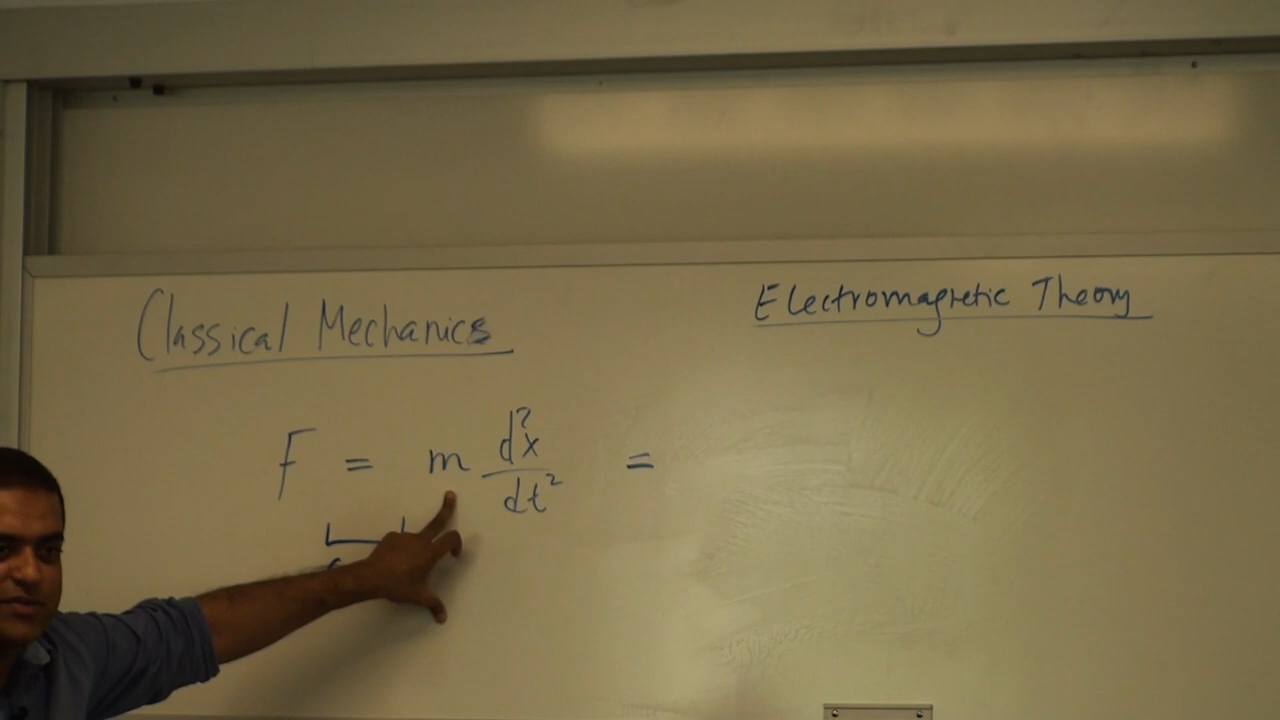 Classical Mechanics
Electromagnetic Theory
F = m d²x/dt² =